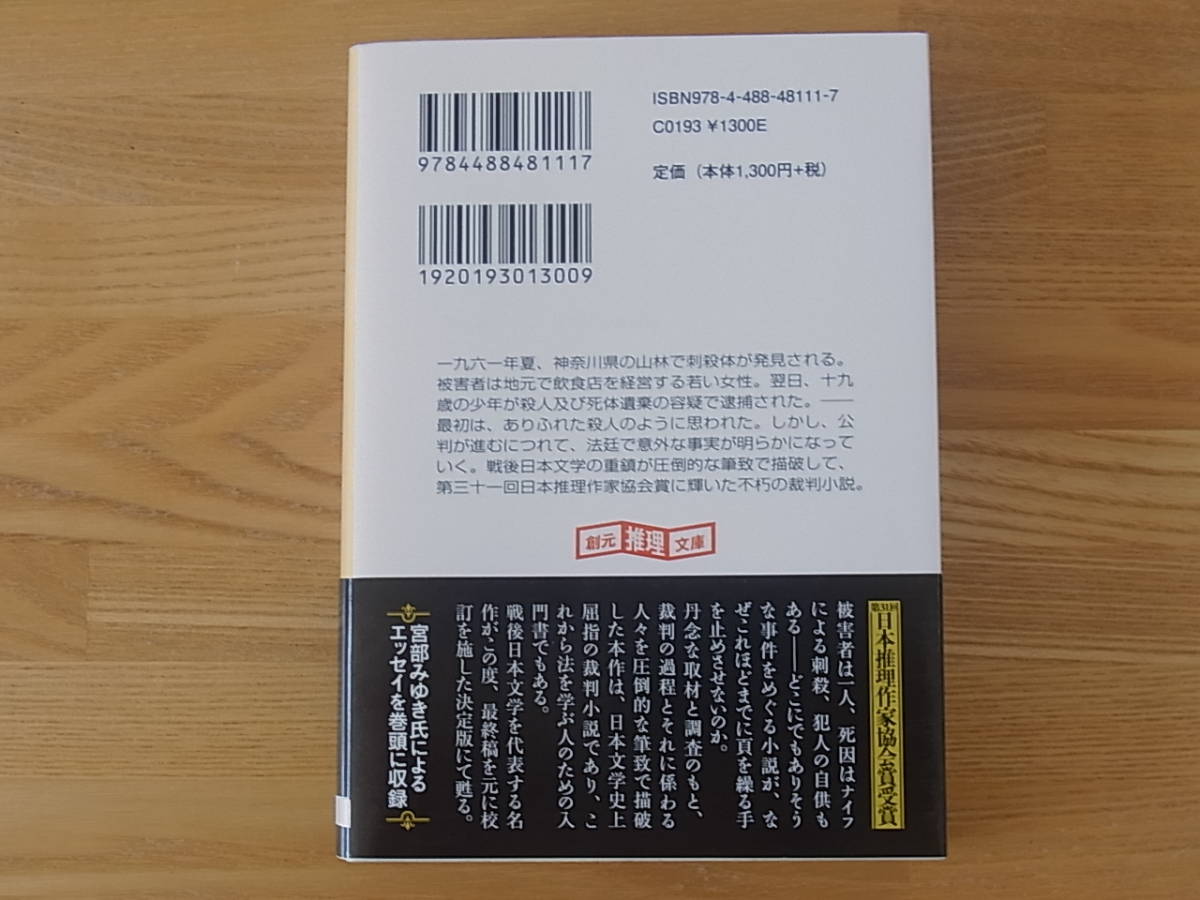 9784488481117
ISBN978-4-488-48111-7
C0193 ¥1300E
定価（本体1,300円+税）
1920193013009
一九六一年夏、神奈川県の山林で刺殺体が発見される。
被害者は地元で飲食店を経営する若い女性。翌日、十九
歳の少年が殺人及び死体遺棄の容疑で逮捕された。――
最初は、ありふれた殺人のように思われた。しかし、公
判が進むにつれて、法廷で意外な事実が明らかになって
いく。戦後日本文学の重鎮が圧倒的な筆致で描破して、
第三十一回日本推理作家協会賞に輝いた不朽の裁判小説。
創元推理文庫
第31回
日本推理作家協会賞受賞
被害者は一人、死因はナイフ
による刺殺、犯人の自供も
ある――どこにでもありそう
な事件をめぐる小説が、な
ぜこれほどまでに頁を繰る手
を止めさせないのか。
丹念な取材と調査のもと、
裁判の過程とそれに係わる
人々を圧倒的な筆致で描破
した本作は、日本文学史上
屈指の裁判小説であり、こ
れから法を学ぶ人のための入
門書でもある。
戦後日本文学を代表する名
作がこの度、最終稿を元に校
訂を施した決定版にて甦る。
宮部みゆき氏による
エッセイを巻頭に収録